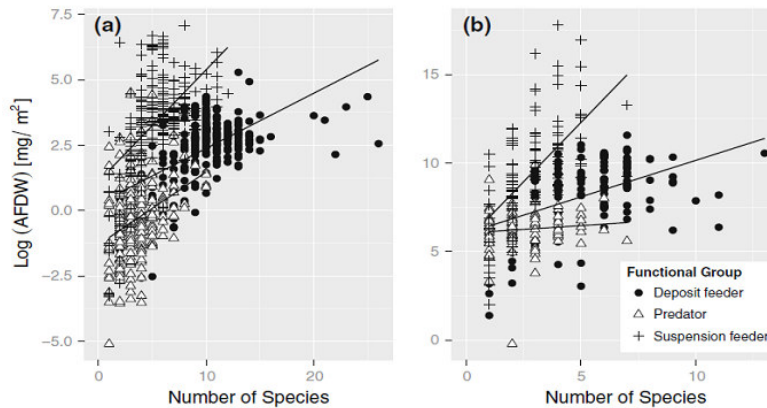 (a)
(b)
Log (AFDW) [mg/ m²]
7.5
5.0
2.5
0.0
-2.5
-5.0
0
10
20
Number of Species
15
10
5
0
0
5
10
Number of Species
Functional Group
Deposit feeder
Predator
Suspension feeder